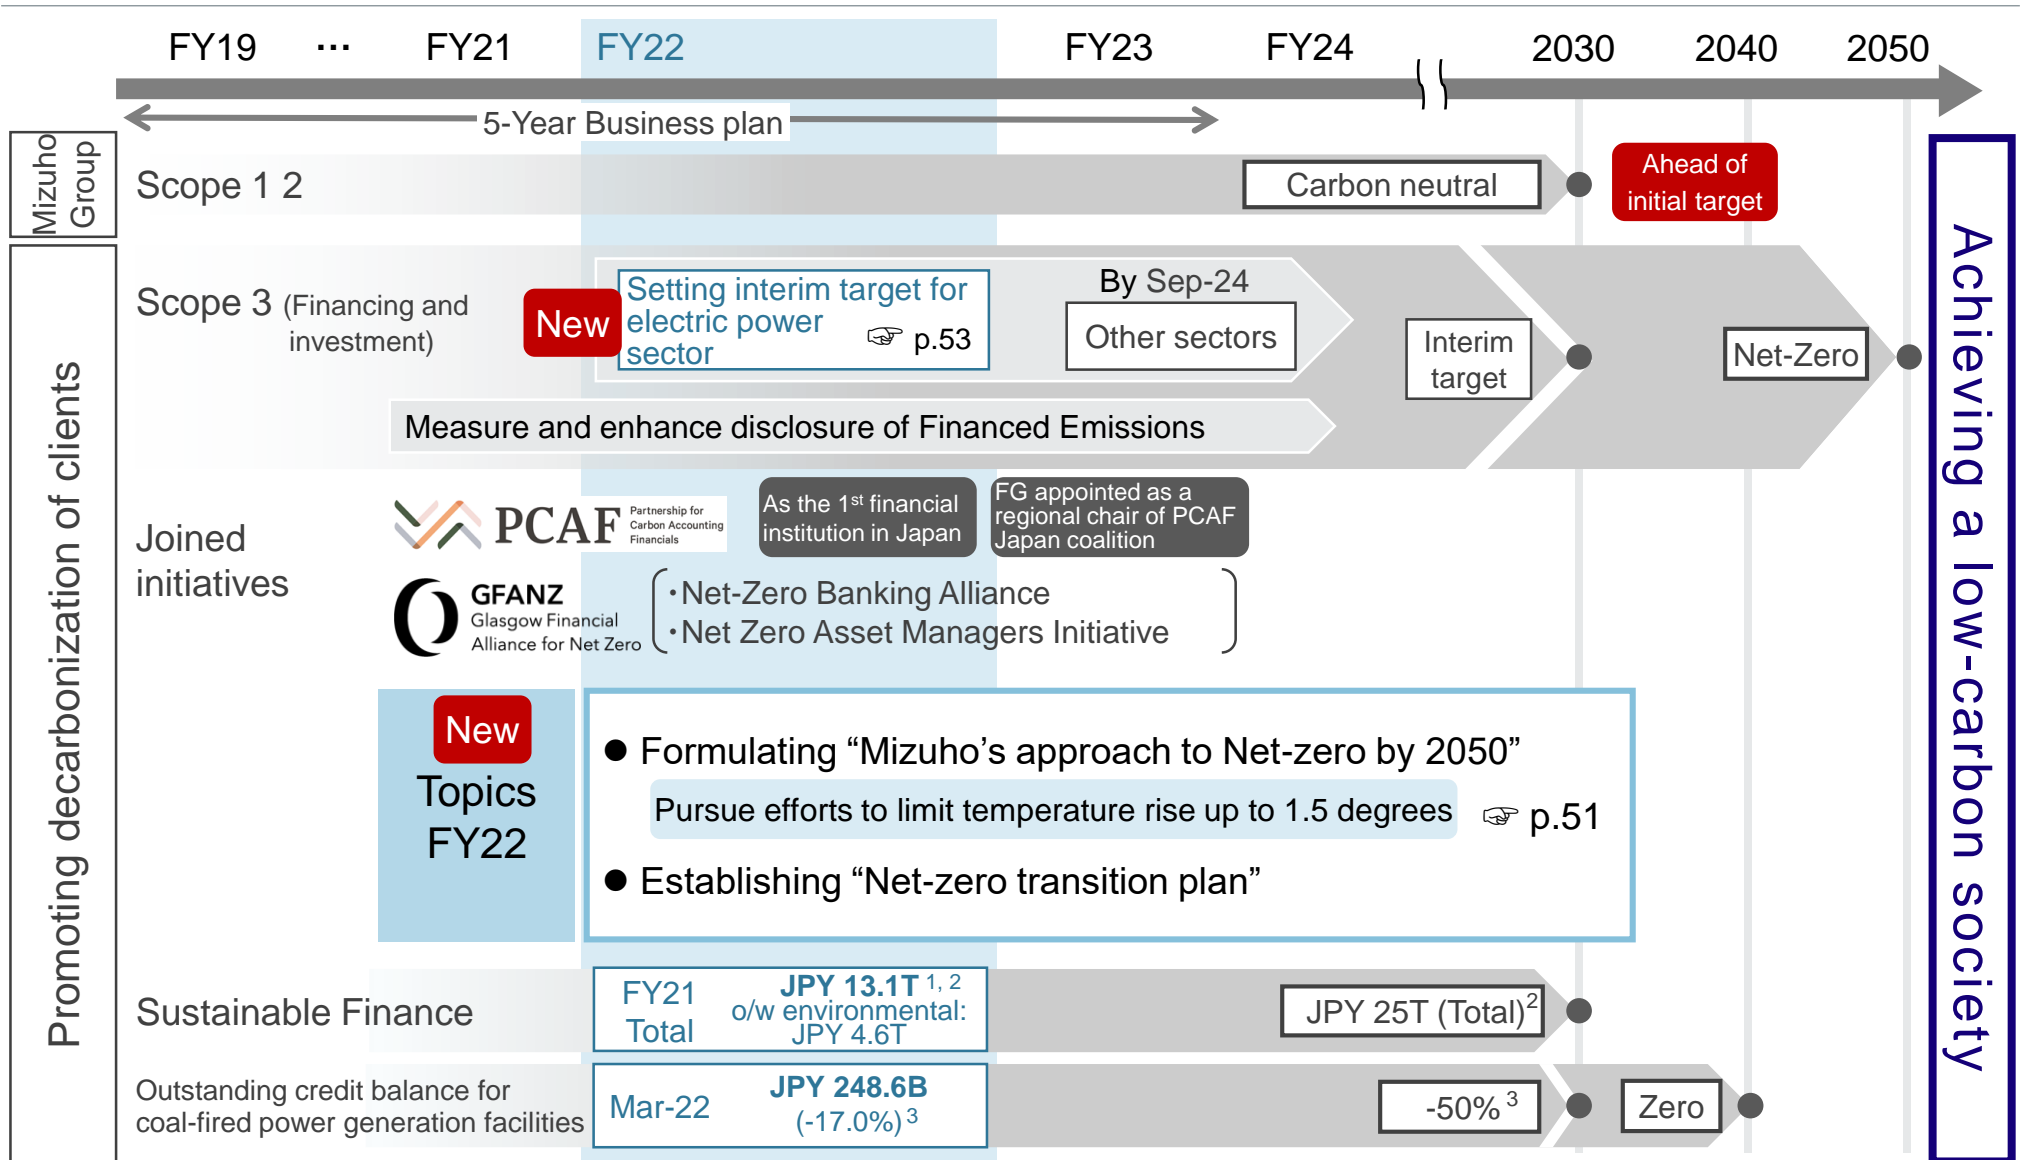 FY19 ··· FY21 FY22 FY23 FY24 2030 2040 2050
5-Year Business plan
Mizuho
Group
Scope 1 2
Carbon neutral
Ahead of
initial target
Promoting decarbonization of clients
Scope 3 (Financing and
investment)
New
Setting interim target for
electric power
sector
☞ p.53
By Sep-24
Other sectors
Interim
target
Net-Zero
Measure and enhance disclosure of Financed Emissions
Joined
initiatives
PCAF
Partnership for
Carbon Accounting
Financials
As the 1st financial
institution in Japan
FG appointed as a
regional chair of PCAF
Japan coalition
GFANZ
Glasgow Financial
Alliance for Net Zero
・Net-Zero Banking Alliance
・Net Zero Asset Managers Initiative
New
Topics
FY22
● Formulating “Mizuho’s approach to Net-zero by 2050”
Pursue efforts to limit temperature rise up to 1.5 degrees ☞ p.51
● Establishing “Net-zero transition plan”
Sustainable Finance
FY21
Total
JPY 13.1T 1, 2
o/w environmental:
JPY 4.6T
JPY 25T (Total)2
Outstanding credit balance for
coal-fired power generation facilities
Mar-22
JPY 248.6B
(-17.0%) 3
-50% 3
Zero
Achieving a low-carbon society